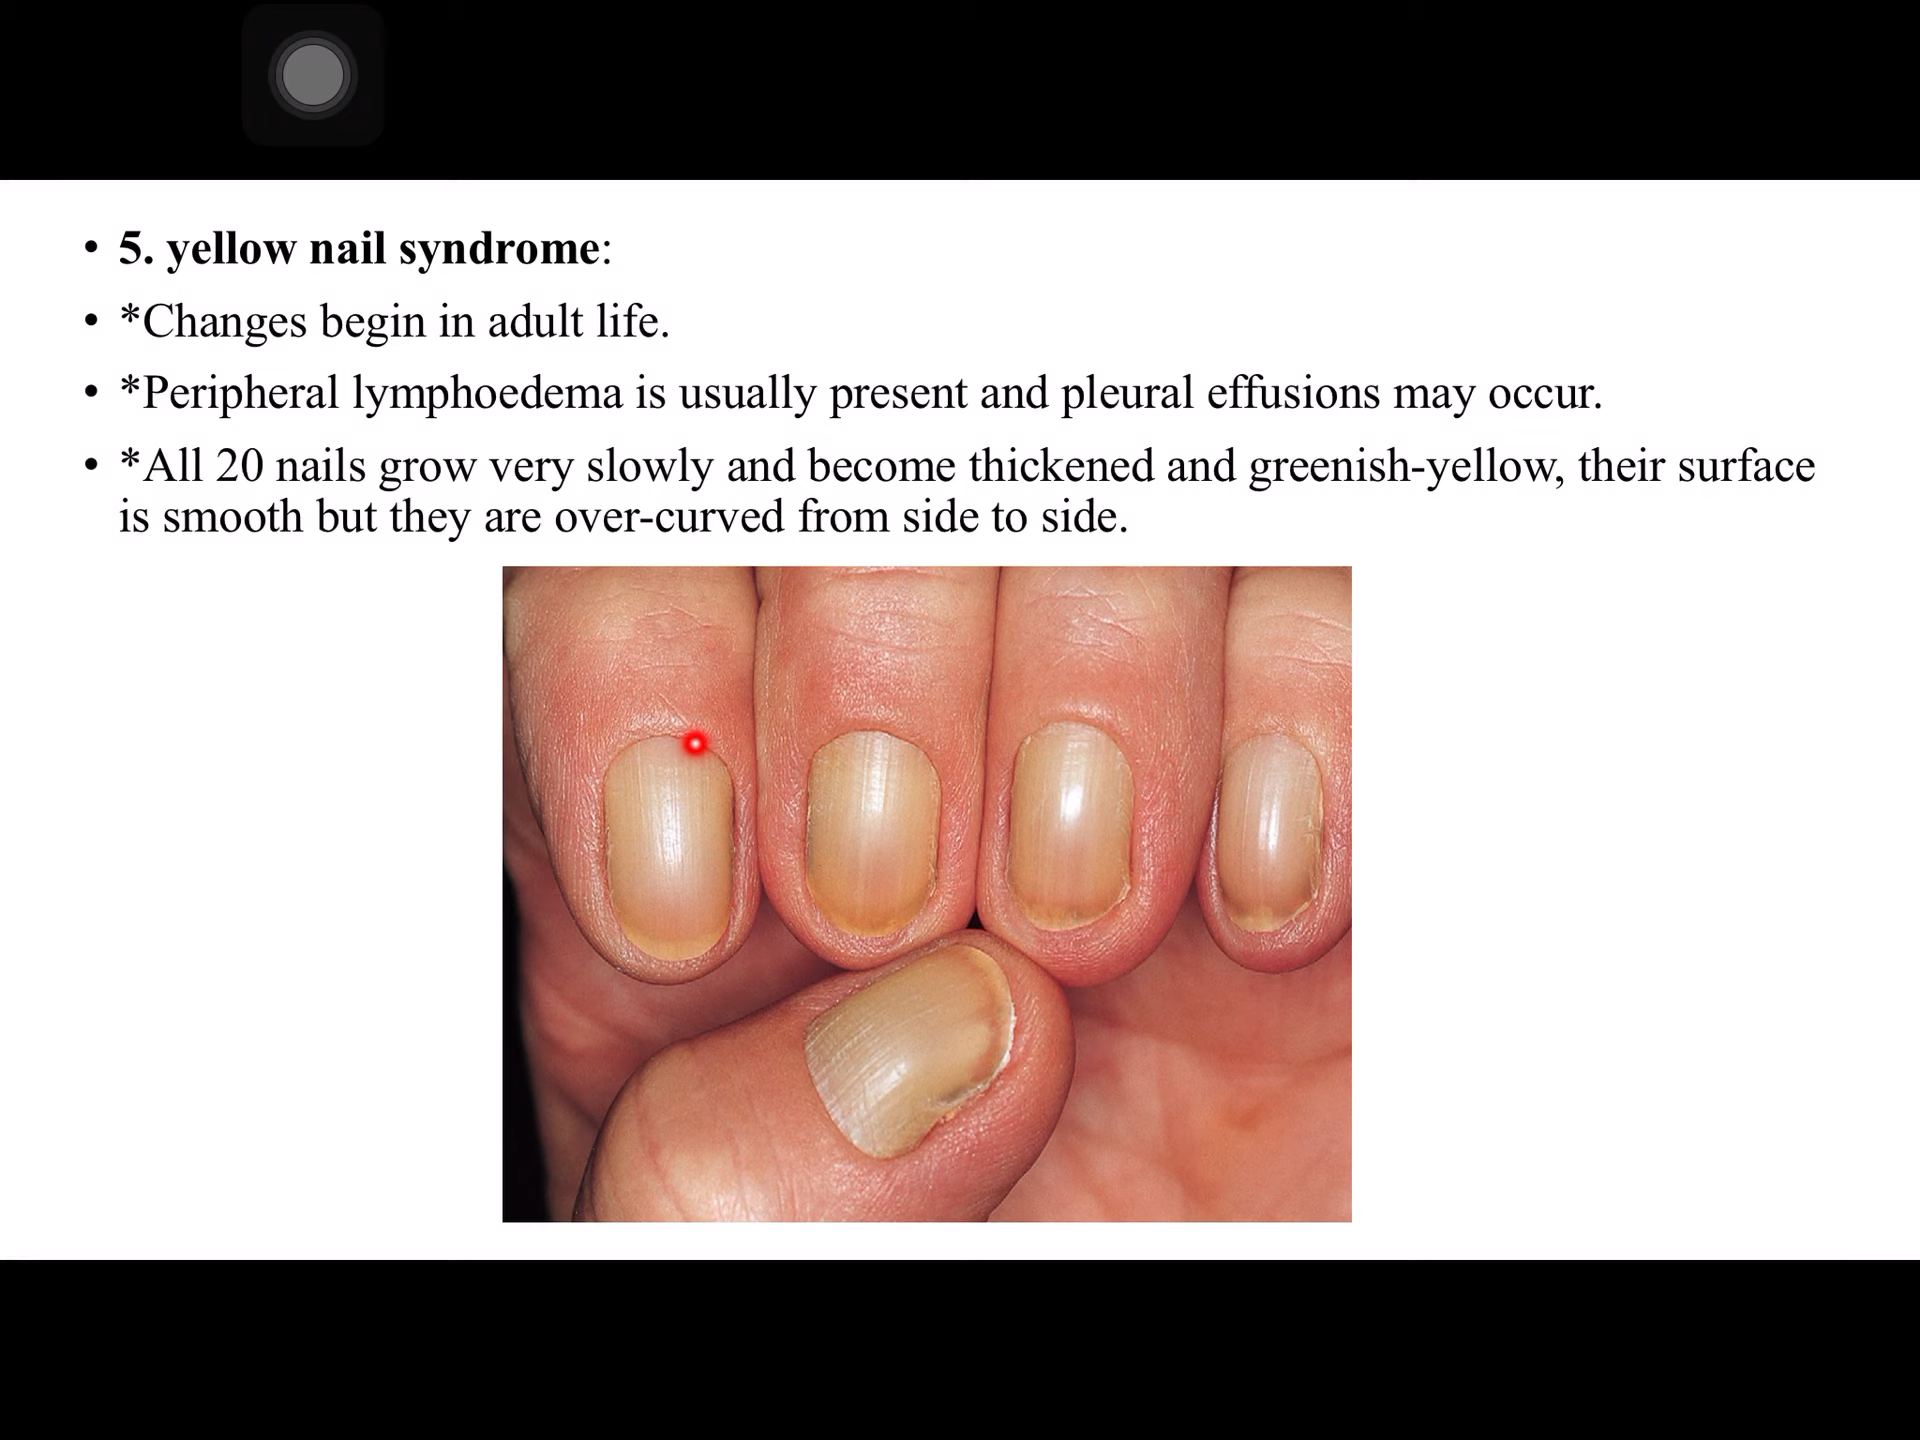 • 5. yellow nail syndrome:
• *Changes begin in adult life.
• *Peripheral lymphoedema is usually present and pleural effusions may occur.
• *All 20 nails grow very slowly and become thickened and greenish-yellow, their surface
is smooth but they are over-curved from side to side.